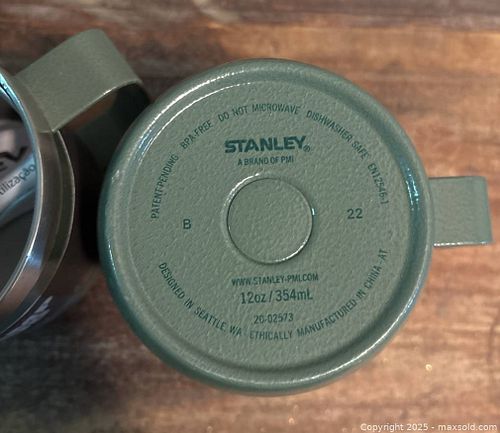 PATENT-PENDING BPA-FREE DO NOT MICROWAVE DISHWASHER SAFE EN12546-1
STANLEY®
A BRAND OF PMI
B
22
WWW.STANLEY-PMI.COM
12oz / 354mL
20-02573
DESIGNED IN SEATTLE WA ETHICALLY MANUFACTURED IN CHINA AT
Copyright © 2025 - maxsold.com